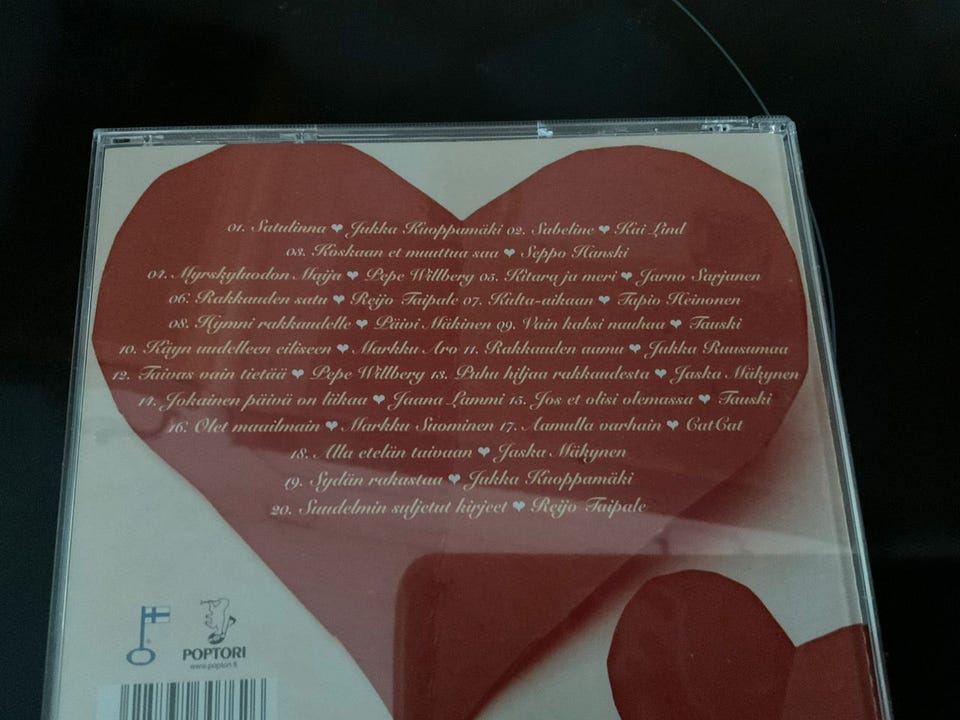 01. Satulinna ❤ Jukka Kuoppamäki 02. Sabeline ❤ Kai Lind
03. Koskaan et muuttua saa ❤ Seppo Hanski
04. Myrskyluodon Maija ❤ Pepe Willberg 05. Kitara ja meri ❤ Jarno Sarjanen
06. Rakkauden satu ❤ Reijo Taipale 07. Kulta-aikaan ❤ Tapio Heinonen
08. Hymni rakkaudelle ❤ Päivi Mäkinen 09. Vain kaksi nauhaa ❤ Tauski
10. Käyn uudelleen eiliseen ❤ Markku Aro 11. Rakkauden aamu ❤ Jukka Ruusumaa
12. Taivas vain tietää ❤ Pepe Willberg 13. Puhu hiljaa rakkaudesta ❤ Jaska Mäkynen
14. Jokainen päivä on liikaa ❤ Jaana Lammi 15. Jos et olisi olemassa ❤ Tauski
16. Olet maailmain ❤ Markku Suominen 17. Aamulla varhain ❤ CatCat
18. Alla etelän taivaan ❤ Jaska Mäkynen
19. Sydän rakastaa ❤ Jukka Kuoppamäki
20. Suudelmin suljetut kirjeet ❤ Reijo Taipale
POPTORI
www.poptori.fi